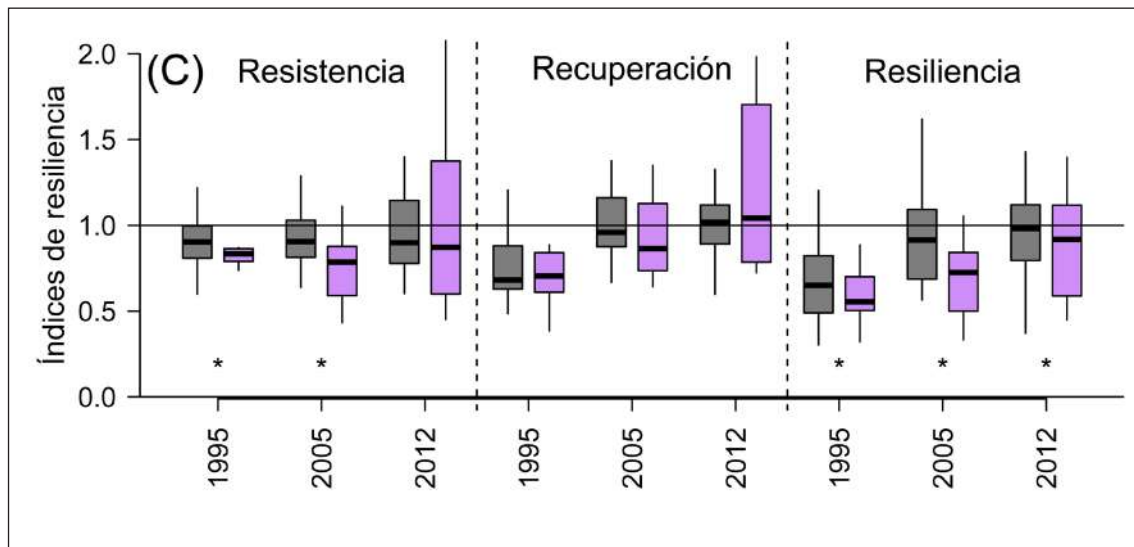 (C)
Resistencia
Recuperación
Resiliencia
Índices de resiliencia
2.0
1.5
1.0
0.5
0.0
* * * * *
1995 2005 2012 1995 2005 2012 1995 2005 2012